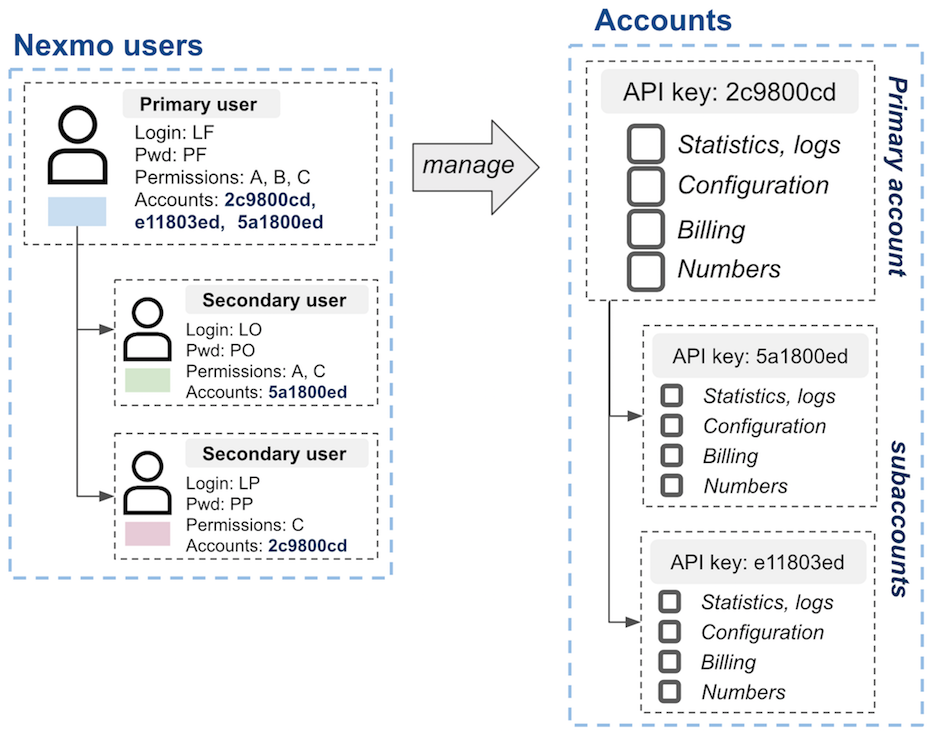 Nexmo users
Primary user
Login: LF
Pwd: PF
Permissions: A, B, C
Accounts: 2c9800cd,
e11803ed, 5a1800ed
Secondary user
Login: LO
Pwd: PO
Permissions: A, C
Accounts: 5a1800ed
Secondary user
Login: LP
Pwd: PP
Permissions: C
Accounts: 2c9800cd
manage
Accounts
API key: 2c9800cd
Statistics, logs
Configuration
Billing
Numbers
Primary account
API key: 5a1800ed
Statistics, logs
Configuration
Billing
Numbers
subaccounts
API key: e11803ed
Statistics, logs
Configuration
Billing
Numbers